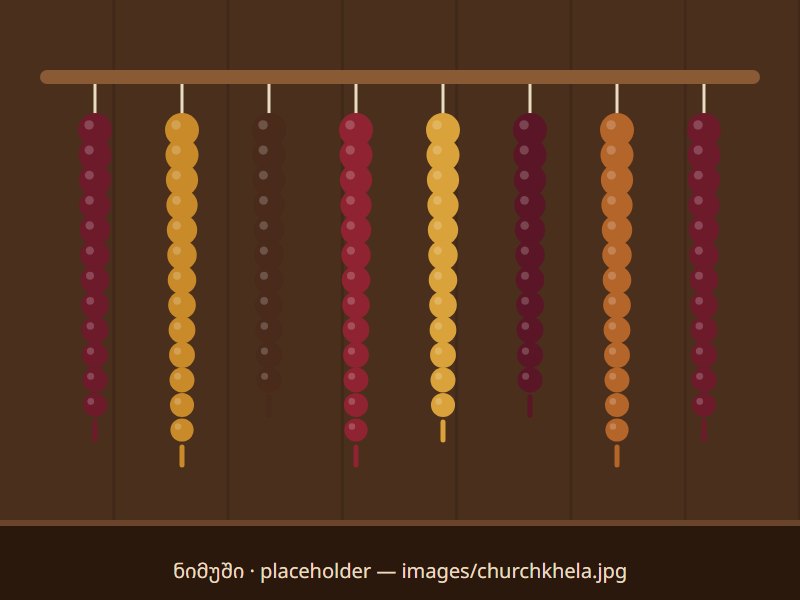 ნიმუში · placeholder — images/churchkhela.jpg